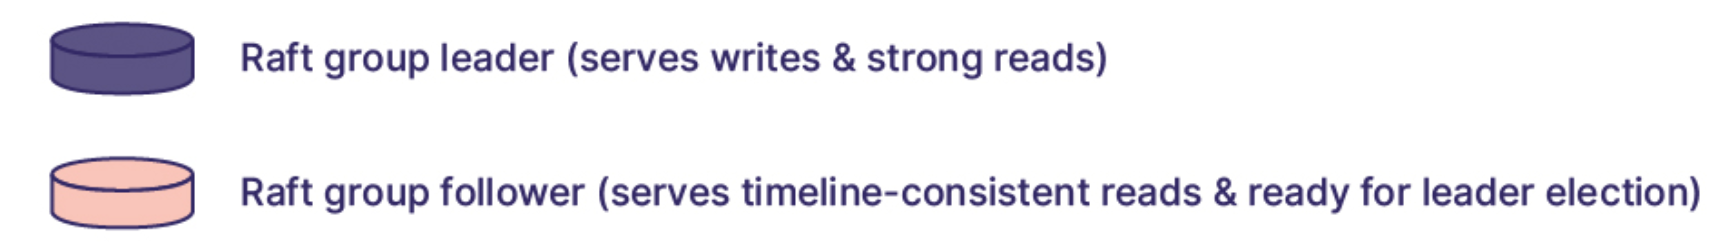 Raft group leader (serves writes & strong reads)
Raft group follower (serves timeline-consistent reads & ready for leader election)